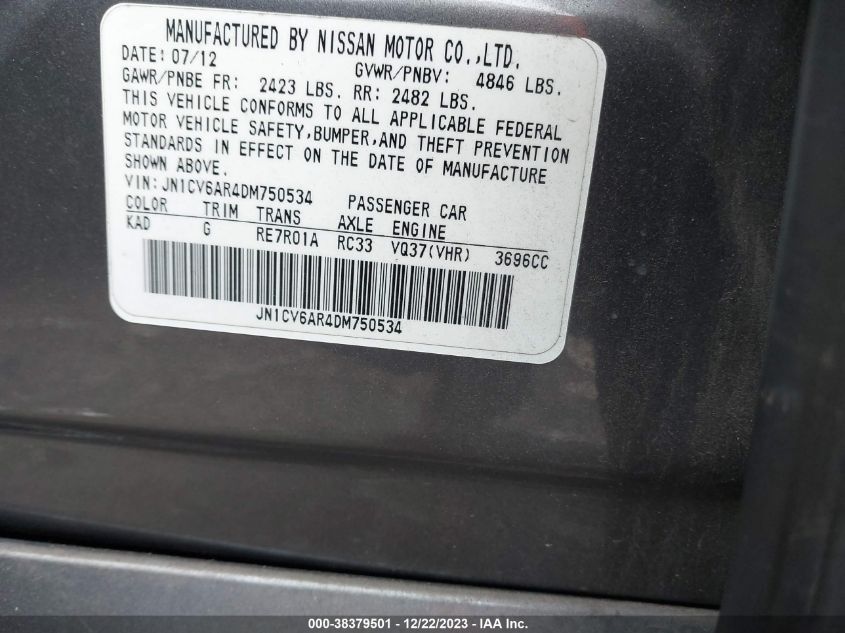 MANUFACTURED BY NISSAN MOTOR CO.,LTD.
DATE: 07/12 GVWR/PNBV: 4846 LBS.
GAWR/PNBE FR: 2423 LBS. RR: 2482 LBS.
THIS VEHICLE CONFORMS TO ALL APPLICABLE FEDERAL
MOTOR VEHICLE SAFETY,BUMPER,AND THEFT PREVENTION
STANDARDS IN EFFECT ON THE DATE OF MANUFACTURE
SHOWN ABOVE.
VIN:JN1CV6AR4DM750534 PASSENGER CAR
COLOR TRIM TRANS AXLE ENGINE
KAD G RE7R01A RC33 VQ37(VHR) 3696CC
JN1CV6AR4DM750534
000-38379501 - 12/22/2023 - IAA Inc.